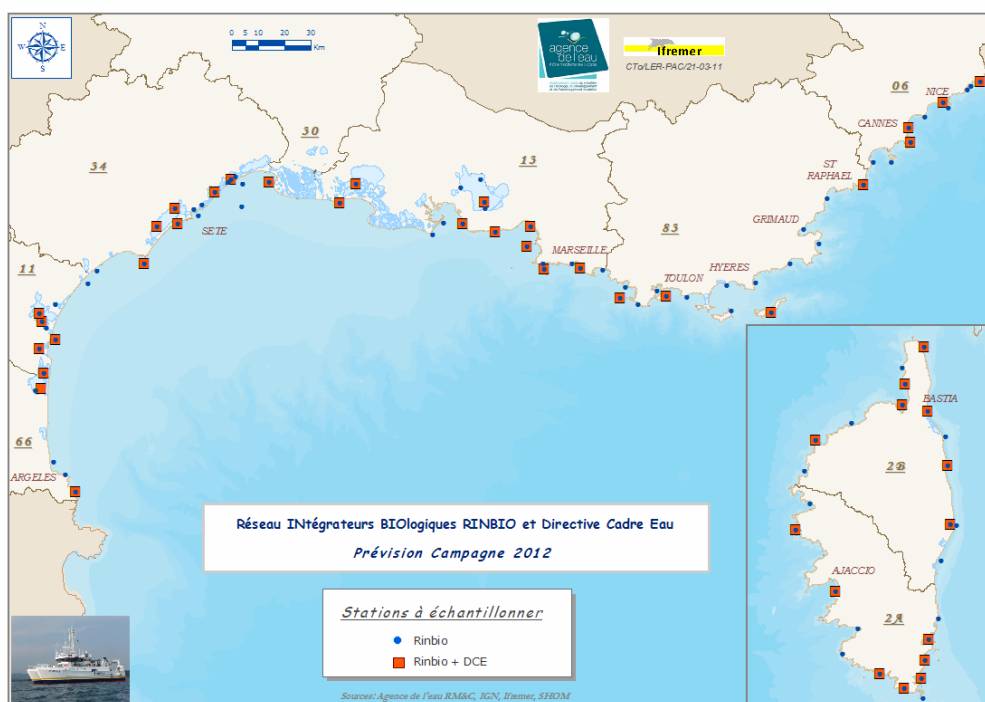 N
W E
S
0 5 10 20 30
Km
agence
de l'eau
Ifremer
CTo/LER-PAC/21-03-11
06
NICE
CANNES
30
13
34
ST
RAPHAEL
GRIMAUD
83
SETE
MARSEILLE
HYERES
TOULON
11
66
ARGELES
BASTIA
2B
AJACCIO
2A
Réseau INtégrateurs BIOlogiques RINBIO et Directive Cadre Eau
Prévision Campagne 2012
Stations à échantillonner
Rinbio
Rinbio + DCE
Sources: Agence de l'eau RM&C, IGN, Ifremer, SHOM